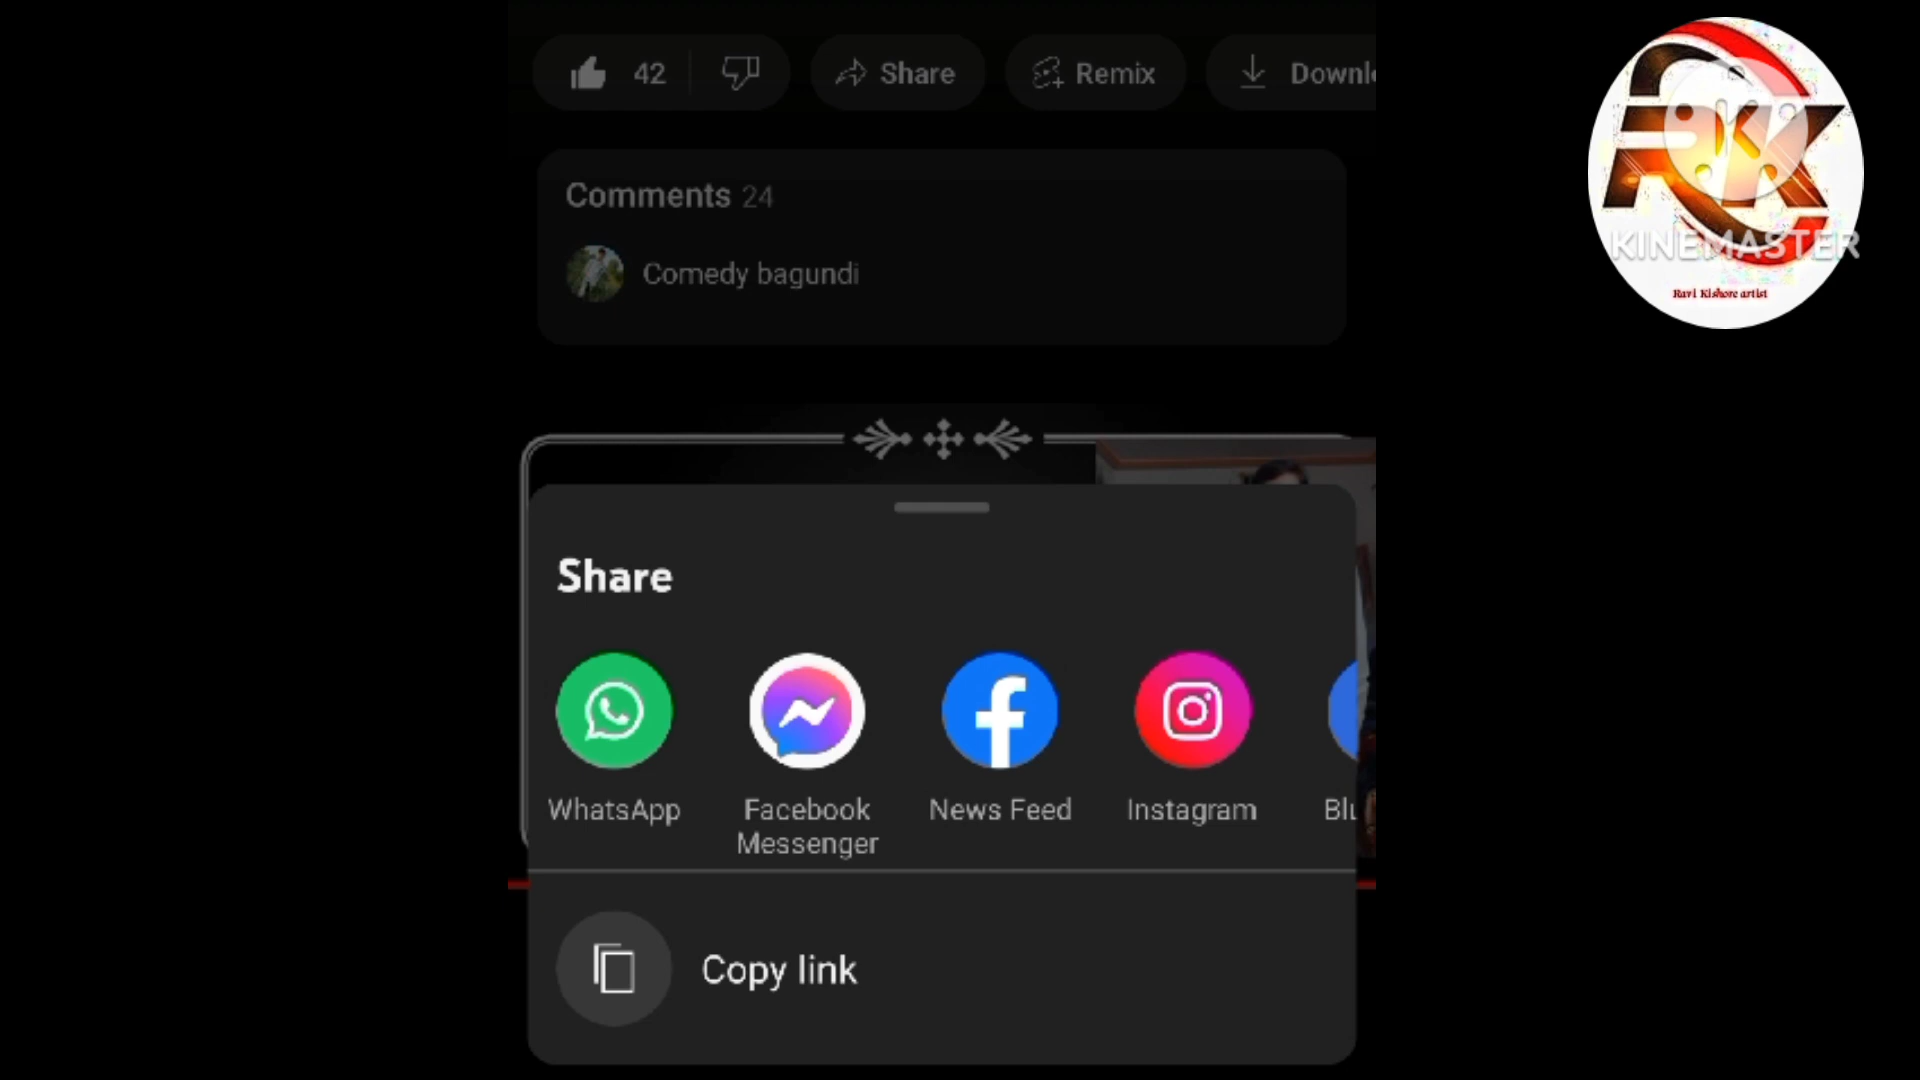 42
Share
Remix
Downl
Comments 24
Comedy bagundi
RK
KINEMASTER
Ravi Kishore artist
Share
WhatsApp
Facebook
Messenger
News Feed
Instagram
Blu
Copy link